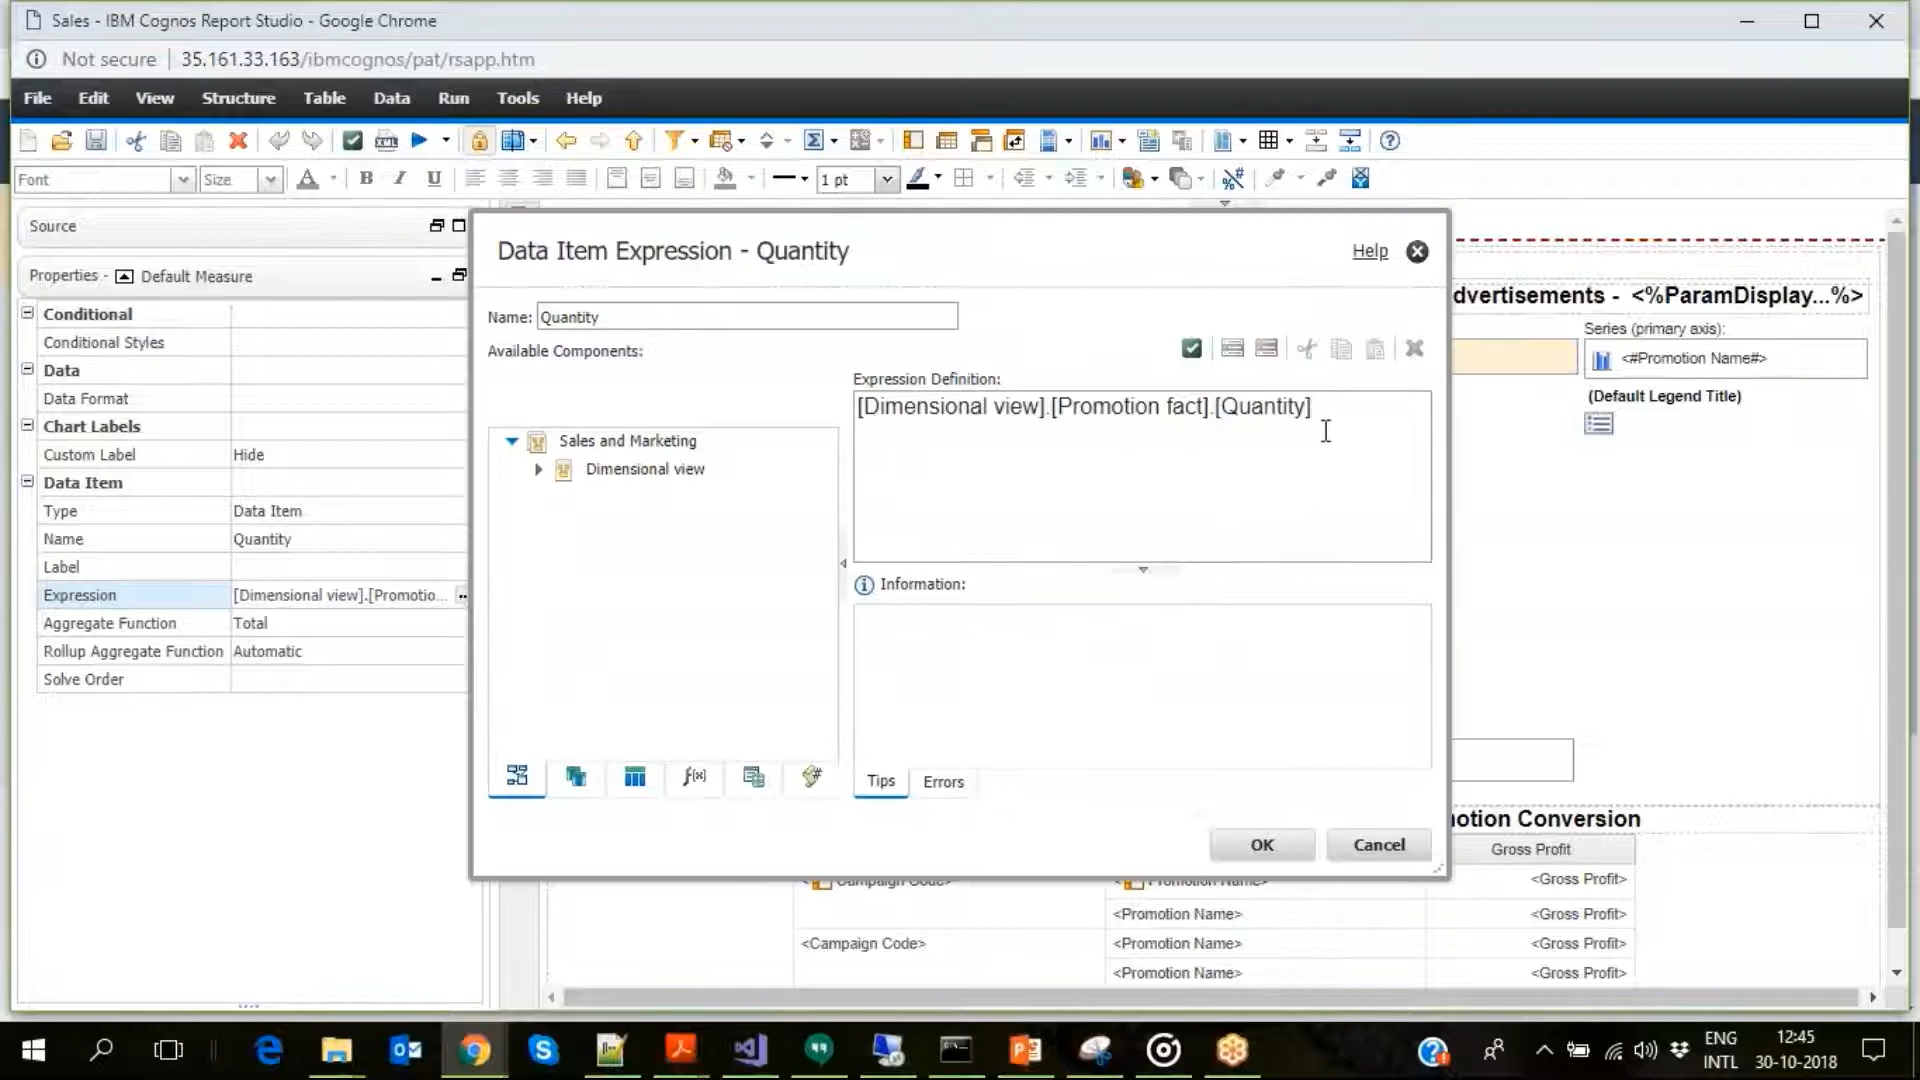 Sales - IBM Cognos Report Studio - Google Chrome
Not secure | 35.161.33.163/ibmcognos/pat/rsapp.htm
File Edit View Structure Table Data Run Tools Help
Font Size 1 pt
Source
Properties - Default Measure
Conditional
Conditional Styles
Data
Data Format
Chart Labels
Custom Label Hide
Data Item
Type Data Item
Name Quantity
Label
Expression [Dimensional view].[Promotio...
Aggregate Function Total
Rollup Aggregate Function Automatic
Solve Order
Data Item Expression - Quantity
Help
Name: Quantity
Available Components:
Sales and Marketing
Dimensional view
Expression Definition:
[Dimensional view].[Promotion fact].[Quantity]
Information:
Tips Errors
OK Cancel
dvertisements - <%ParamDisplay...%>
Series (primary axis):
<#Promotion Name#>
(Default Legend Title)
otion Conversion
Gross Profit
<Campaign Code> <Promotion Name> <Gross Profit>
<Promotion Name> <Gross Profit>
<Campaign Code> <Promotion Name> <Gross Profit>
<Promotion Name> <Gross Profit>
ENG
INTL
12:45
30-10-2018